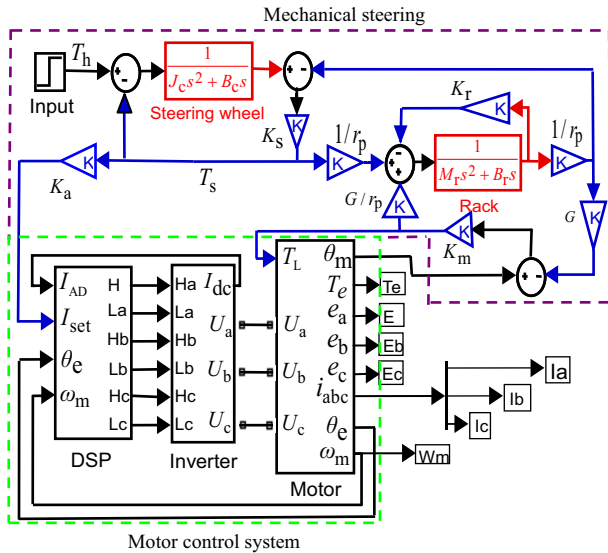 Mechanical steering
T_h
Input
1
J_c s² + B_c s
Steering wheel
K_s
K
K_r
K
1/r_p
K
1
M_r s² + B_r s
Rack
1/r_p
K
K_a
K
T_s
G/r_p
K
K_m
K
G
K
I_AD
I_set
θ_e
ω_m
H
La
Hb
Lb
Hc
Lc
DSP
Ha
La
Hb
Lb
Hc
Lc
I_dc
U_a
U_b
U_c
Inverter
T_L
U_a
U_b
U_c
θ_m
T_e
e_a
e_b
e_c
i_abc
θ_e
ω_m
Motor
Te
E
Eb
Ec
Wm
Ia
Ib
Ic
Motor control system